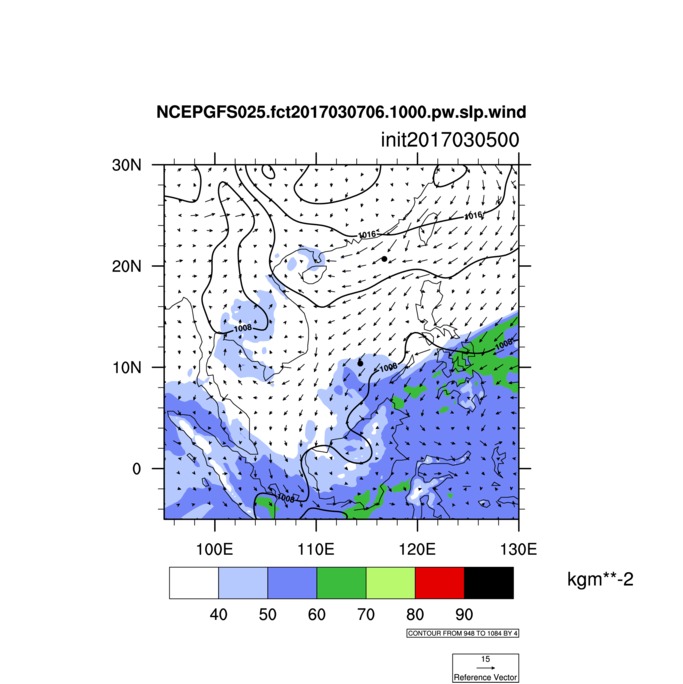 NCEPGFS025.fct2017030706.1000.pw.slp.wind
init2017030500
30N
20N
10N
0
1016
1016
1008
1008
1008
1008
100E 110E 120E 130E
40 50 60 70 80 90
kgm**-2
CONTOUR FROM 948 TO 1084 BY 4
15
Reference Vector